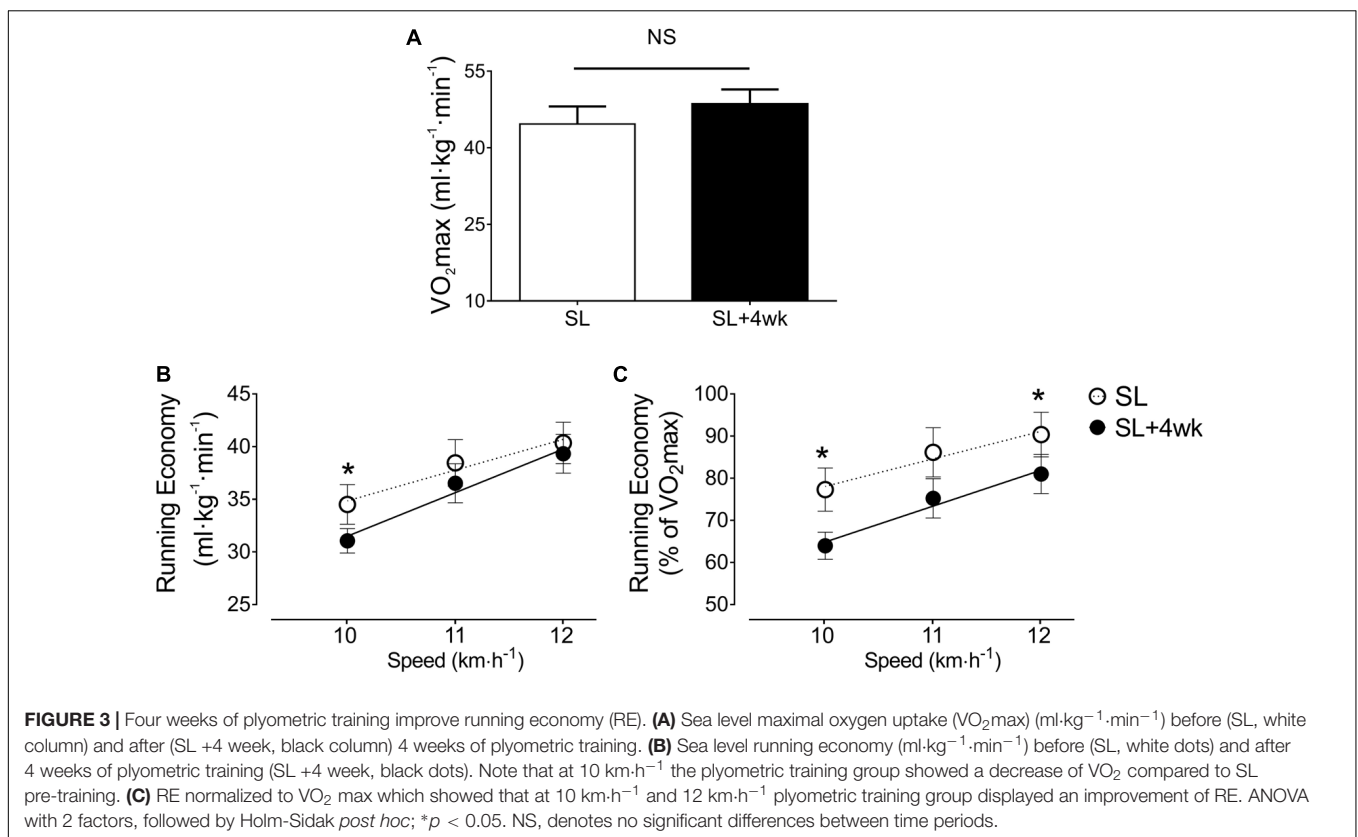 A
NS
VO₂max (ml·kg⁻¹·min⁻¹)
55
40
25
10
SL
SL+4wk
B
Running Economy
(ml·kg⁻¹·min⁻¹)
45
40
35
30
25
*
10
11
12
Speed (km·h⁻¹)
C
Running Economy
(% of VO₂max)
100
90
80
70
60
50
*
*
10
11
12
Speed (km·h⁻¹)
SL
SL+4wk
FIGURE 3 | Four weeks of plyometric training improve running economy (RE). (A) Sea level maximal oxygen uptake (VO₂max) (ml·kg⁻¹·min⁻¹) before (SL, white
column) and after (SL +4 week, black column) 4 weeks of plyometric training. (B) Sea level running economy (ml·kg⁻¹·min⁻¹) before (SL, white dots) and after
4 weeks of plyometric training (SL +4 week, black dots). Note that at 10 km·h⁻¹ the plyometric training group showed a decrease of VO₂ compared to SL
pre-training. (C) RE normalized to VO₂ max which showed that at 10 km·h⁻¹ and 12 km·h⁻¹ plyometric training group displayed an improvement of RE. ANOVA
with 2 factors, followed by Holm-Sidak post hoc; *p < 0.05. NS, denotes no significant differences between time periods.